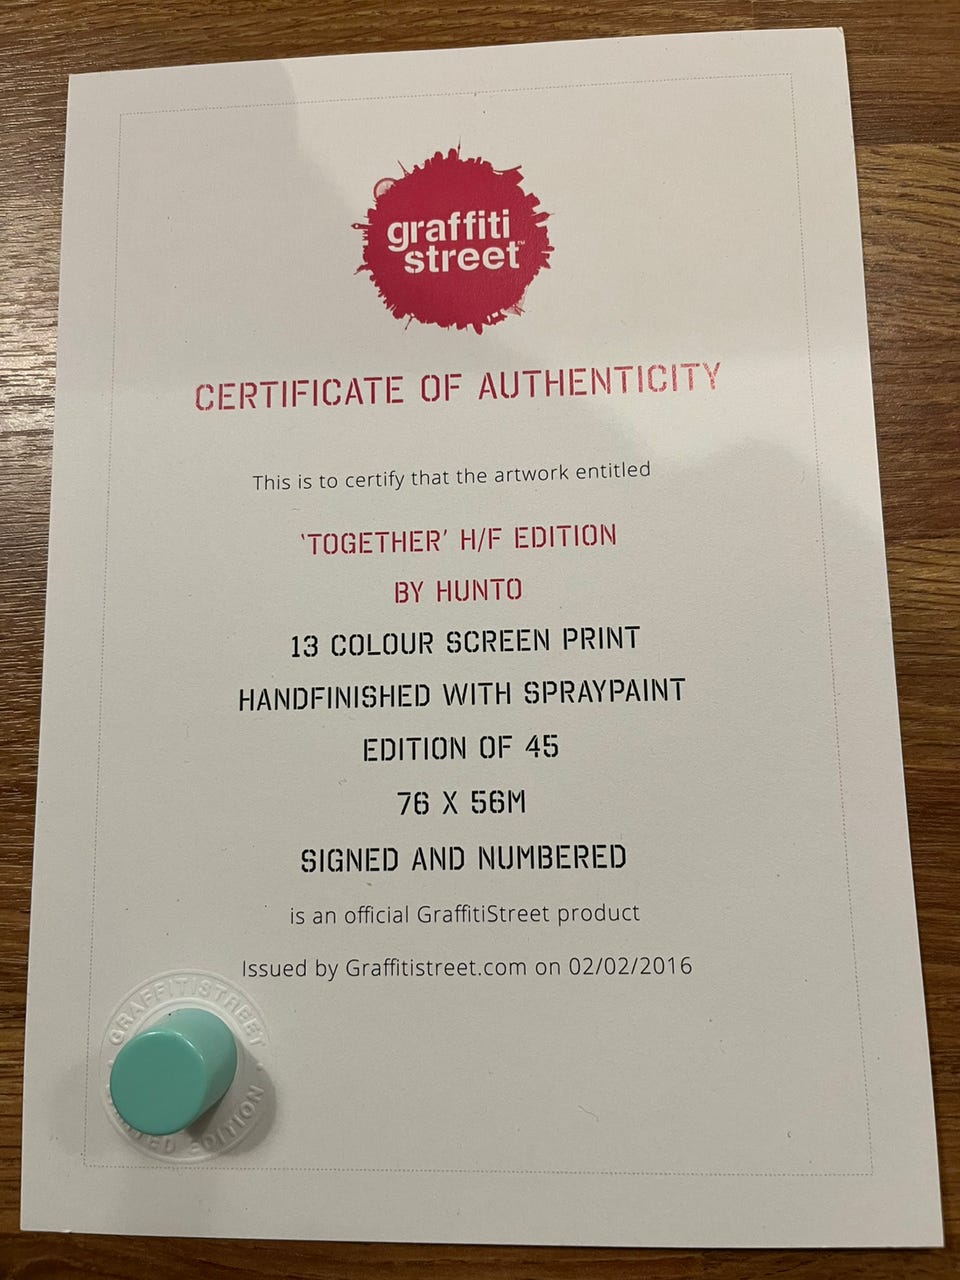 graffiti
street™
CERTIFICATE OF AUTHENTICITY
This is to certify that the artwork entitled
'TOGETHER' H/F EDITION
BY HUNTO
13 COLOUR SCREEN PRINT
HANDFINISHED WITH SPRAYPAINT
EDITION OF 45
76 X 56M
SIGNED AND NUMBERED
is an official GraffitiStreet product
Issued by Graffitistreet.com on 02/02/2016
GRAFFITISTREET
EDITION